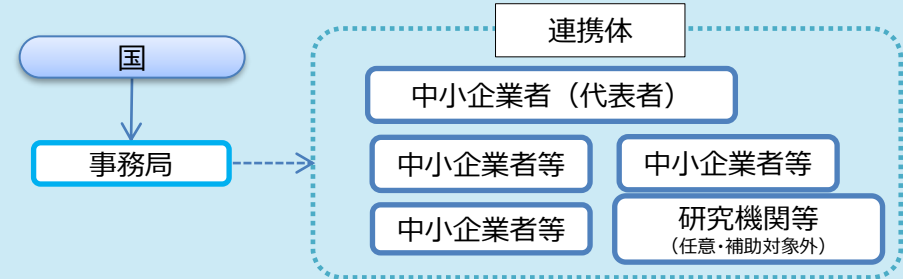 連携体
国
中小企業者（代表者）
事務局
中小企業者等
中小企業者等
中小企業者等
研究機関等
（任意・補助対象外）